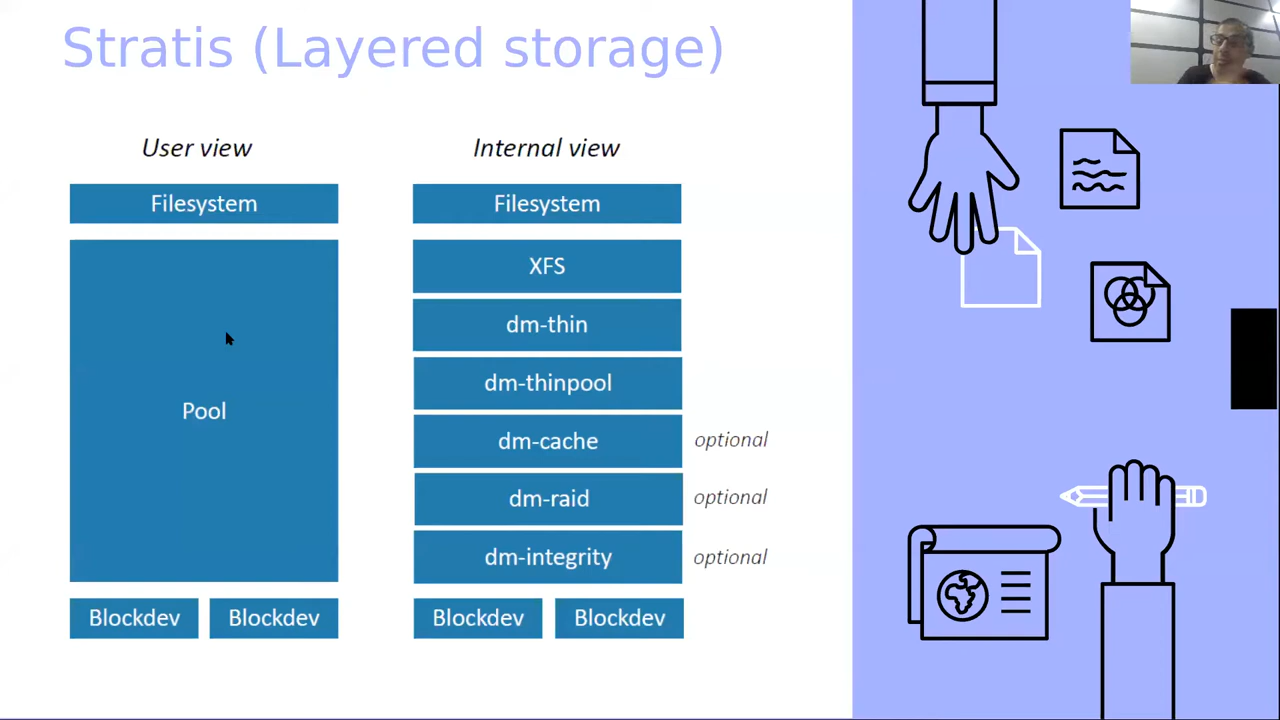 Stratis (Layered storage)
User view
Filesystem
Pool
Blockdev Blockdev
Internal view
Filesystem
XFS
dm-thin
dm-thinpool
dm-cache optional
dm-raid optional
dm-integrity optional
Blockdev Blockdev